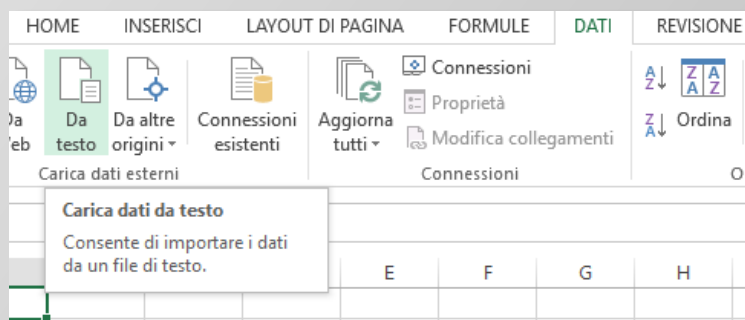 HOME INSERISCI LAYOUT DI PAGINA FORMULE DATI REVISIONE
Da
testo
Da altre
origini
Connessioni
esistenti
Carica dati esterni
Aggiorna
tutti
Connessioni
Proprietà
Modifica collegamenti
Connessioni
Ordina
Carica dati da testo
Consente di importare i dati
da un file di testo.
E F G H